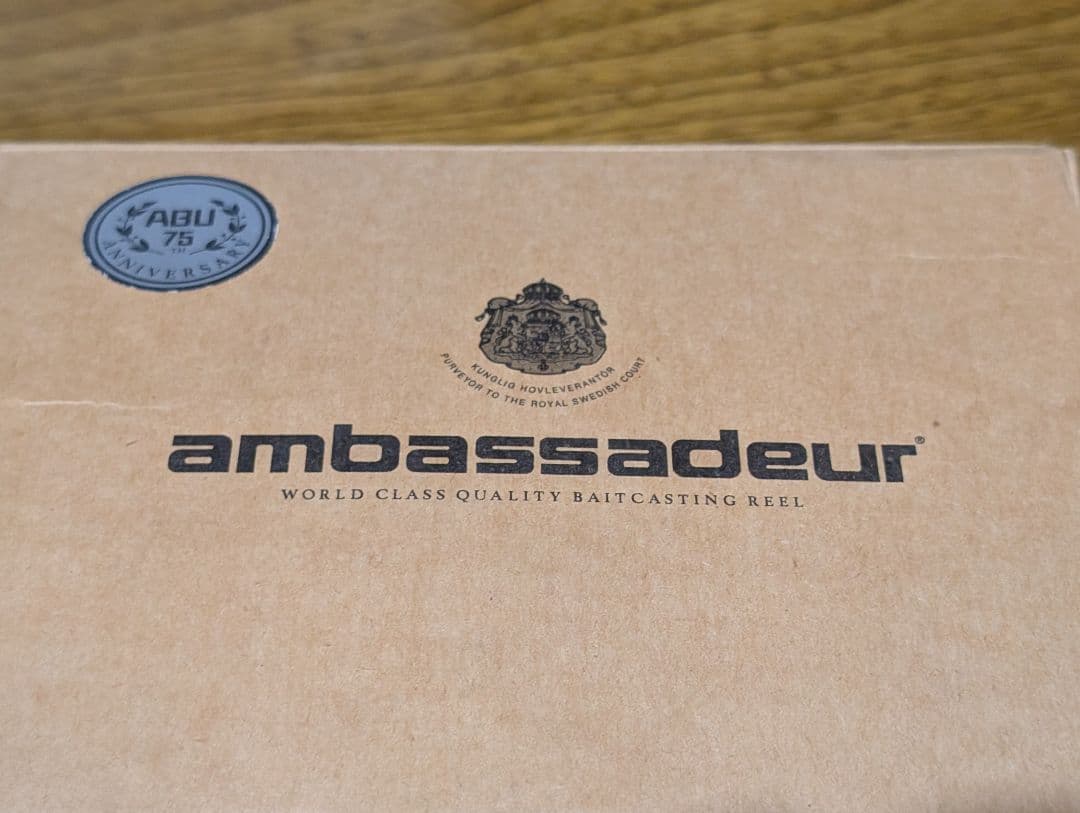 ABU
75
TH
ANNIVERSARY
KUNGLIG HOVLEVERANTÖR
PURVEYOR TO THE ROYAL SWEDISH COURT
ambassadeur®
WORLD CLASS QUALITY BAITCASTING REEL